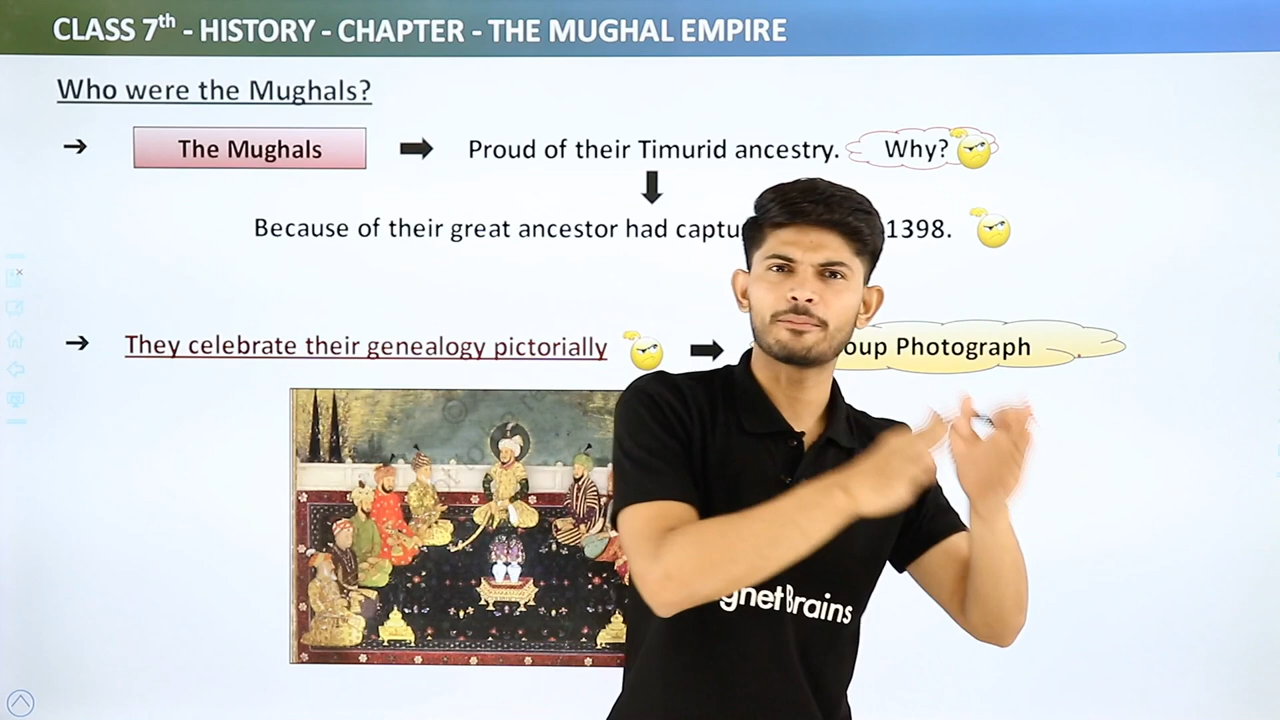 CLASS 7th - HISTORY - CHAPTER - THE MUGHAL EMPIRE
Who were the Mughals?
The Mughals Proud of their Timurid ancestry. Why?
Because of their great ancestor had captu 1398.
They celebrate their genealogy pictorially oup Photograph
gnetBrains